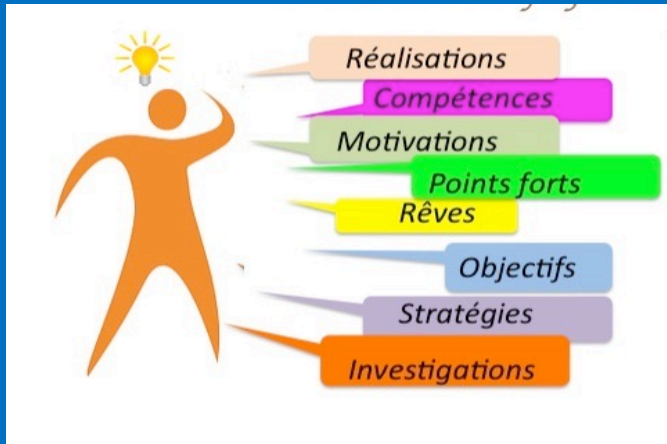 Réalisations
Compétences
Motivations
Points forts
Rêves
Objectifs
Stratégies
Investigations